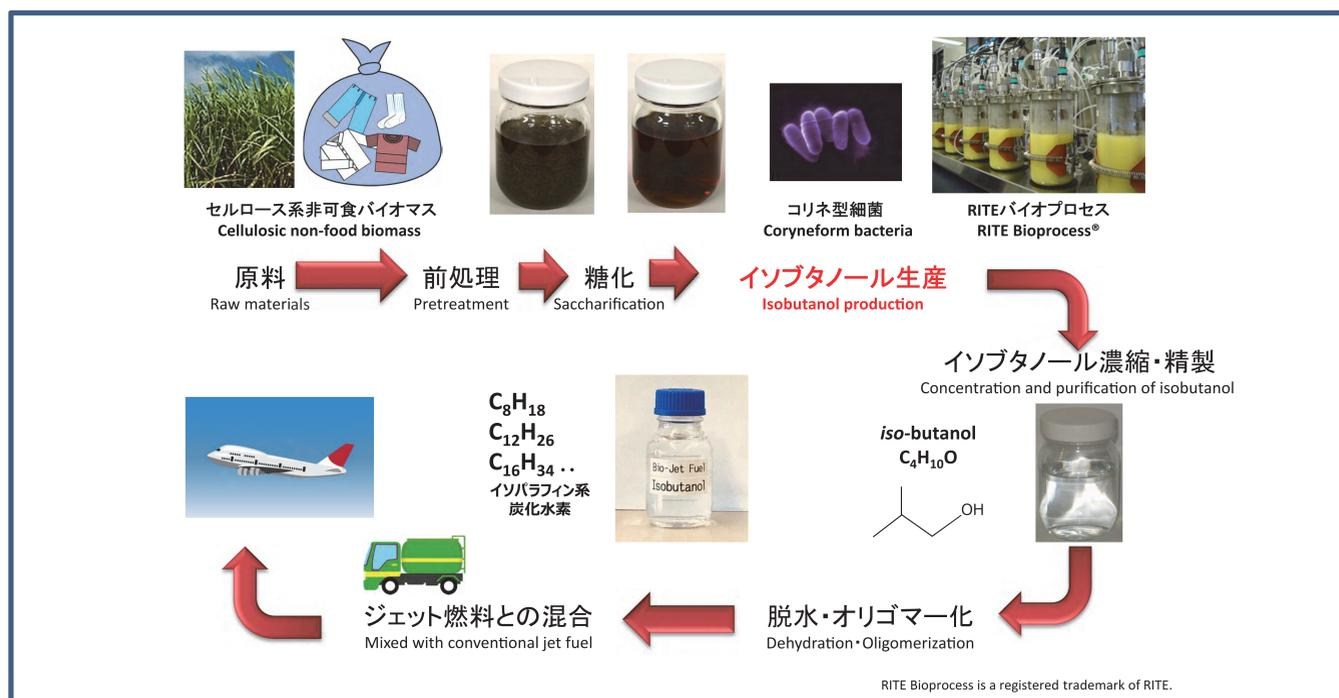 セルロース系非可食バイオマス
Cellulosic non-food biomass
コリネ型細菌
Coryneform bacteria
RITEバイオプロセス
RITE Bioprocess®
原料
Raw materials
前処理
Pretreatment
糖化
Saccharification
イソブタノール生産
Isobutanol production
イソブタノール濃縮・精製
Concentration and purification of isobutanol
C₈H₁₈
C₁₂H₂₆
C₁₆H₃₄ ・・
イソパラフィン系
炭化水素
Bio-Jet Fuel
Isobutanol
iso-butanol
C₄H₁₀O
OH
ジェット燃料との混合
Mixed with conventional jet fuel
脱水・オリゴマー化
Dehydration・Oligomerization
RITE Bioprocess is a registered trademark of RITE.